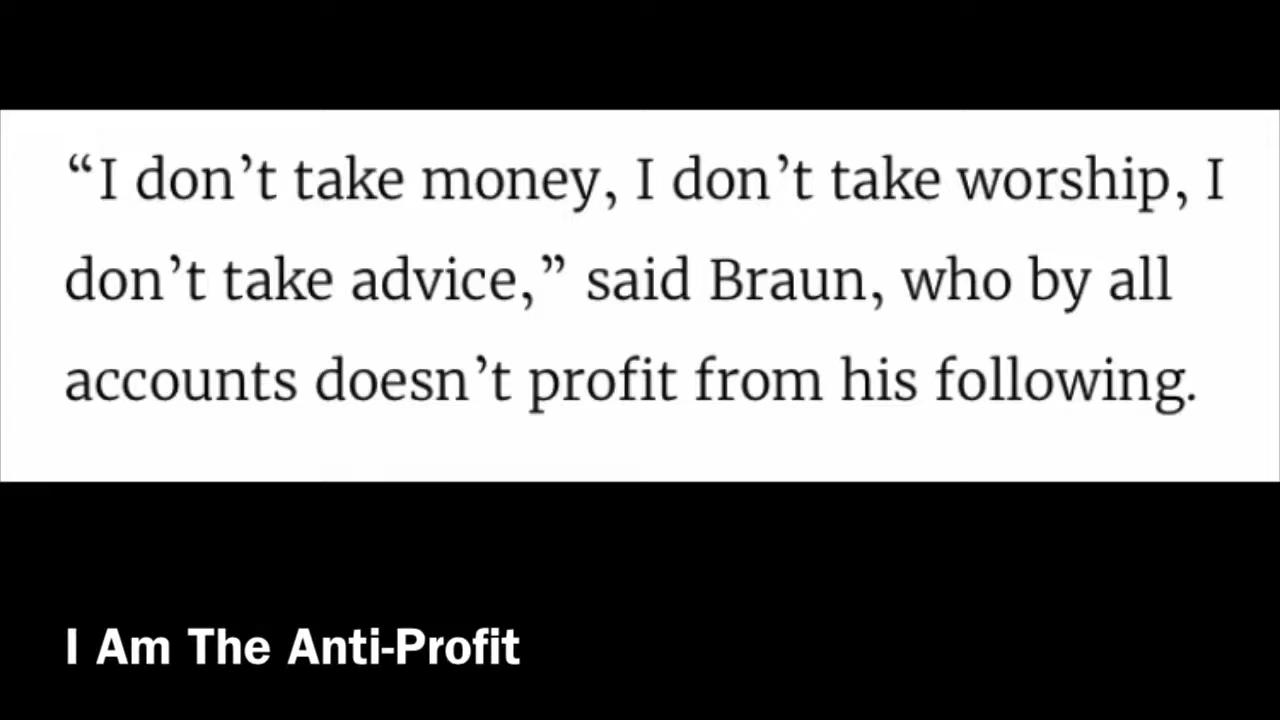 “I don’t take money, I don’t take worship, I
don’t take advice,” said Braun, who by all
accounts doesn’t profit from his following.
I Am The Anti-Profit